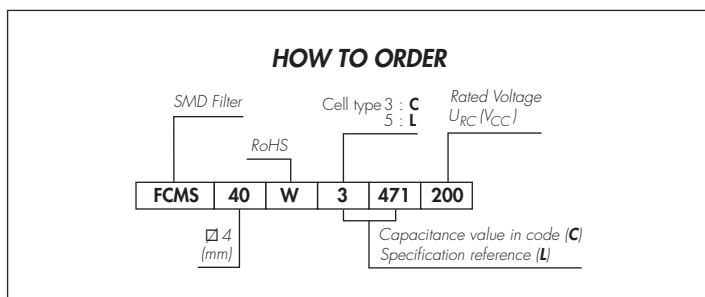 HOW TO ORDER
SMD Filter
Cell type 3 : C
5 : L
Rated Voltage
URC (VCC)
RoHS
FCMS 40 W 3 471 200
4
(mm)
Capacitance value in code (C)
Specification reference (L)